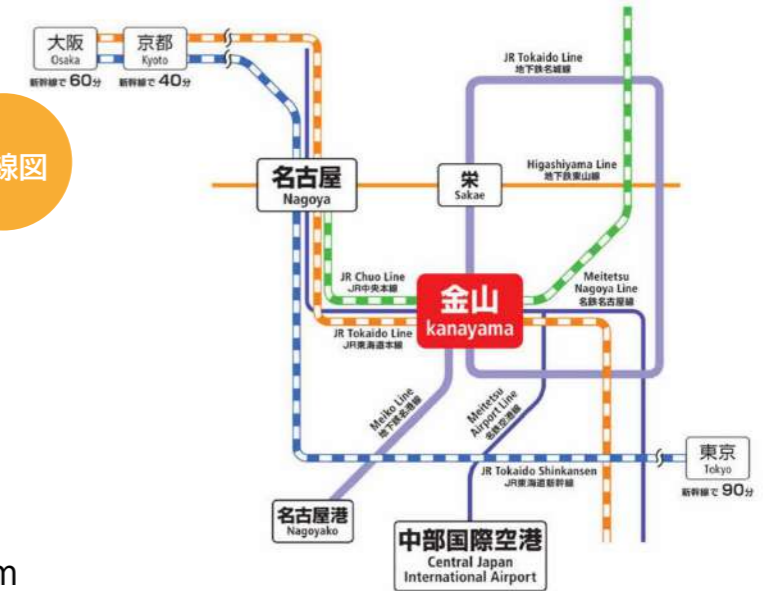 大阪
Osaka
新幹線で 60分
京都
Kyoto
新幹線で 40分
JR Tokaido Line
地下鉄名城線
線図
名古屋
Nagoya
栄
Sakae
Higashiyama Line
地下鉄東山線
JR Chuo Line
JR中央本線
金山
kanayama
Meitetsu
Nagoya Line
名鉄名古屋線
JR Tokaido Line
JR東海道本線
Meiko Line
地下鉄名港線
Meitetsu
Airport Line
名鉄空港線
東京
Tokyo
新幹線で 90分
JR Tokaido Shinkansen
JR東海道新幹線
名古屋港
Nagoyako
中部国際空港
Central Japan
International Airport
m